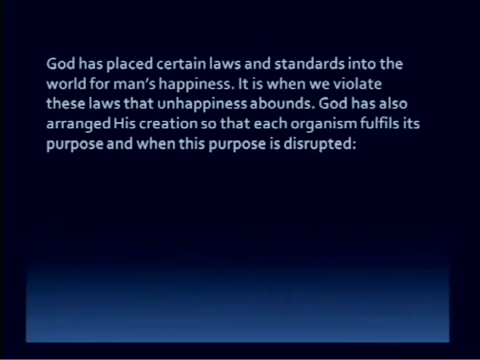 God has placed certain laws and standards into the
world for man's happiness. It is when we violate
these laws that unhappiness abounds. God has also
arranged His creation so that each organism fulfils its
purpose and when this purpose is disrupted: